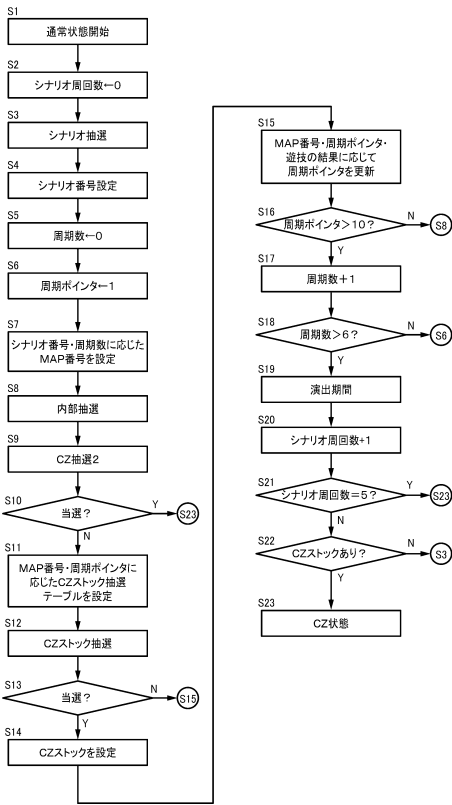 S1
通常状態開始
S2
シナリオ周回数←0
S3
シナリオ抽選
S4
シナリオ番号設定
S5
周期数←0
S6
周期ポインタ←1
S7
シナリオ番号・周期数に応じた
MAP番号を設定
S8
内部抽選
S9
CZ抽選2
S10
当選？
Y
S23
N
S11
MAP番号・周期ポインタに
応じたCZストック抽選
テーブルを設定
S12
CZストック抽選
S13
当選？
N
S15
Y
S14
CZストックを設定
S15
MAP番号・周期ポインタ・
遊技の結果に応じて
周期ポインタを更新
S16
周期ポインタ＞10？
N
S8
Y
S17
周期数＋1
S18
周期数＞6？
N
S6
Y
S19
演出期間
S20
シナリオ周回数+1
S21
シナリオ周回数＝5？
Y
S23
N
S22
CZストックあり？
N
S3
Y
S23
CZ状態